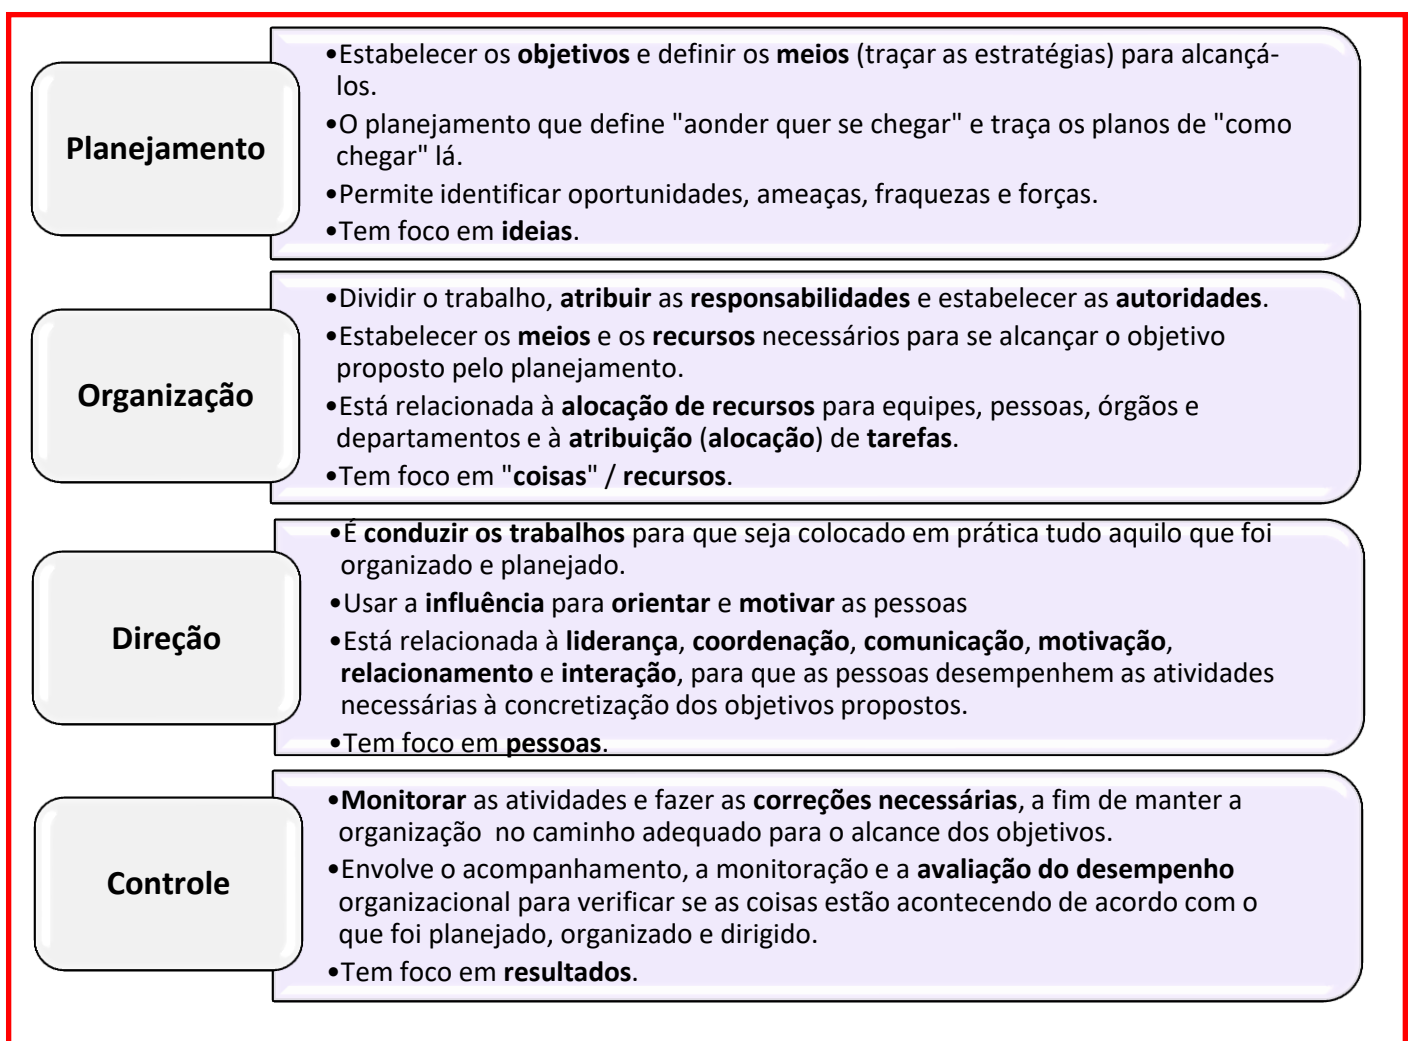 Planejamento
•Estabelecer os objetivos e definir os meios (traçar as estratégias) para alcançá-
los.
•O planejamento que define "aonder quer se chegar" e traça os planos de "como
chegar" lá.
•Permite identificar oportunidades, ameaças, fraquezas e forças.
•Tem foco em ideias.
Organização
•Dividir o trabalho, atribuir as responsabilidades e estabelecer as autoridades.
•Estabelecer os meios e os recursos necessários para se alcançar o objetivo
proposto pelo planejamento.
•Está relacionada à alocação de recursos para equipes, pessoas, órgãos e
departamentos e à atribuição (alocação) de tarefas.
•Tem foco em "coisas" / recursos.
Direção
•É conduzir os trabalhos para que seja colocado em prática tudo aquilo que foi
organizado e planejado.
•Usar a influência para orientar e motivar as pessoas
•Está relacionada à liderança, coordenação, comunicação, motivação,
relacionamento e interação, para que as pessoas desempenhem as atividades
necessárias à concretização dos objetivos propostos.
•Tem foco em pessoas.
Controle
•Monitorar as atividades e fazer as correções necessárias, a fim de manter a
organização  no caminho adequado para o alcance dos objetivos.
•Envolve o acompanhamento, a monitoração e a avaliação do desempenho
organizacional para verificar se as coisas estão acontecendo de acordo com o
que foi planejado, organizado e dirigido.
•Tem foco em resultados.